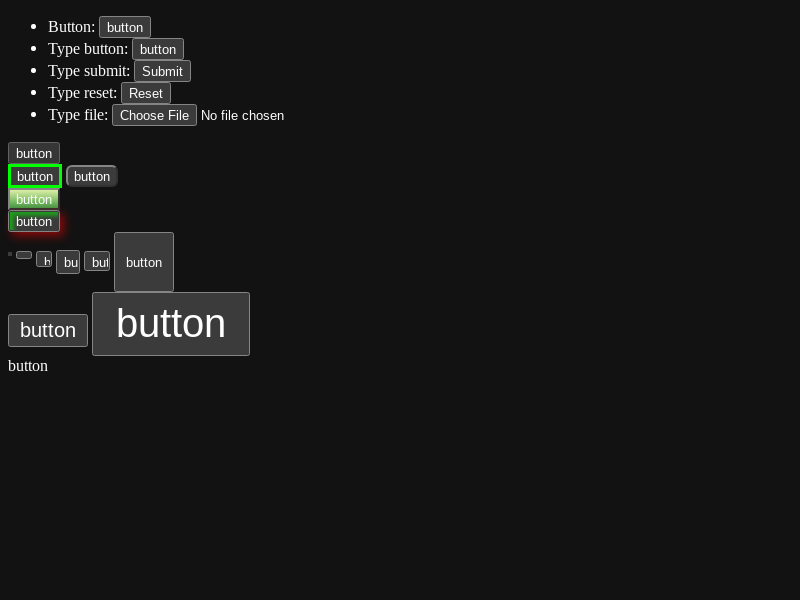 Button: button
Type button: button
Type submit: Submit
Type reset: Reset
Type file: Choose File No file chosen
button
button button
button
button
b bu but button
button button
button